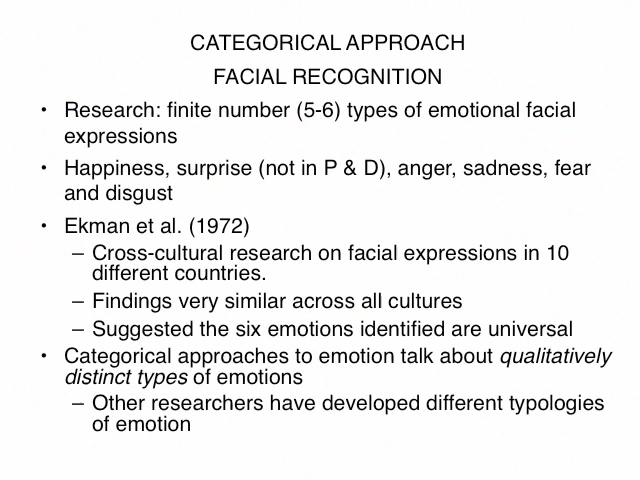 CATEGORICAL APPROACH
FACIAL RECOGNITION
• Research: finite number (5-6) types of emotional facial
expressions
• Happiness, surprise (not in P & D), anger, sadness, fear
and disgust
• Ekman et al. (1972)
– Cross-cultural research on facial expressions in 10
different countries.
– Findings very similar across all cultures
– Suggested the six emotions identified are universal
• Categorical approaches to emotion talk about qualitatively
distinct types of emotions
– Other researchers have developed different typologies
of emotion